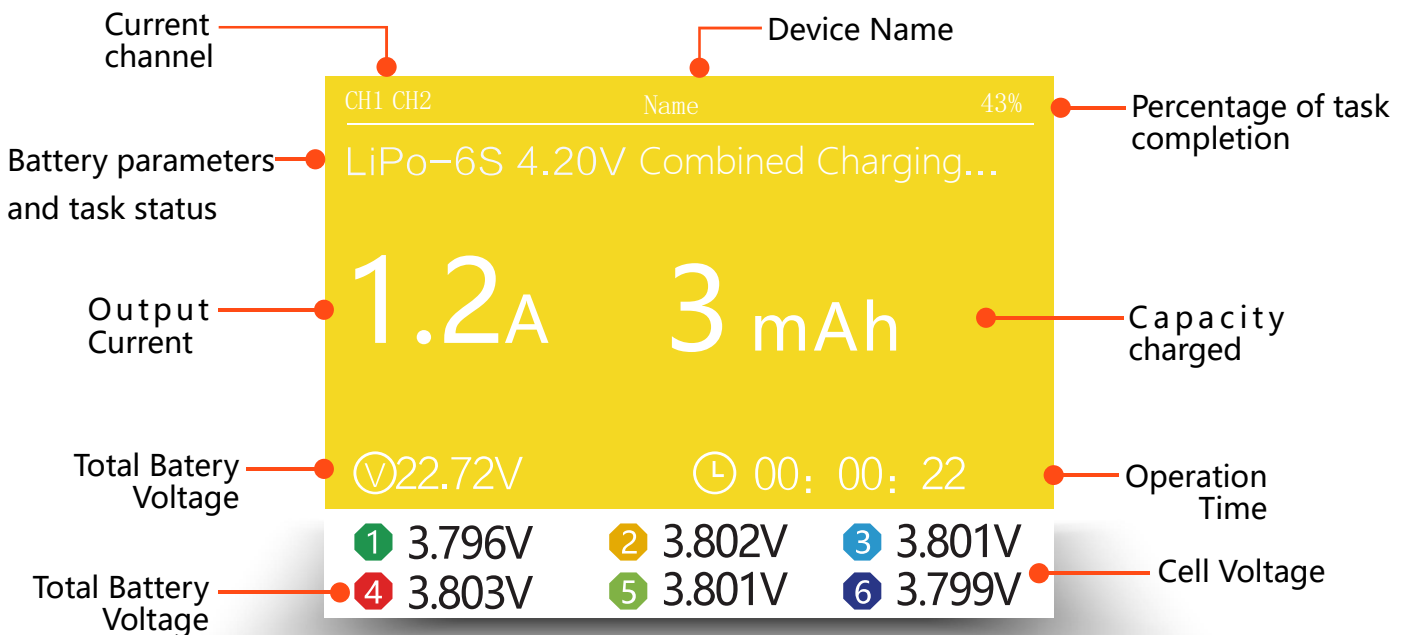 Current
channel
Device Name
CH1 CH2
Name
43%
Percentage of task
completion
Battery parameters
and task status
LiPo-6S 4.20V Combined Charging...
Output
Current
1.2A
3 mAh
Capacity
charged
Total Batery
Voltage
V22.72V
00: 00: 22
Operation
Time
1 3.796V
2 3.802V
3 3.801V
Total Battery
Voltage
4 3.803V
5 3.801V
6 3.799V
Cell Voltage